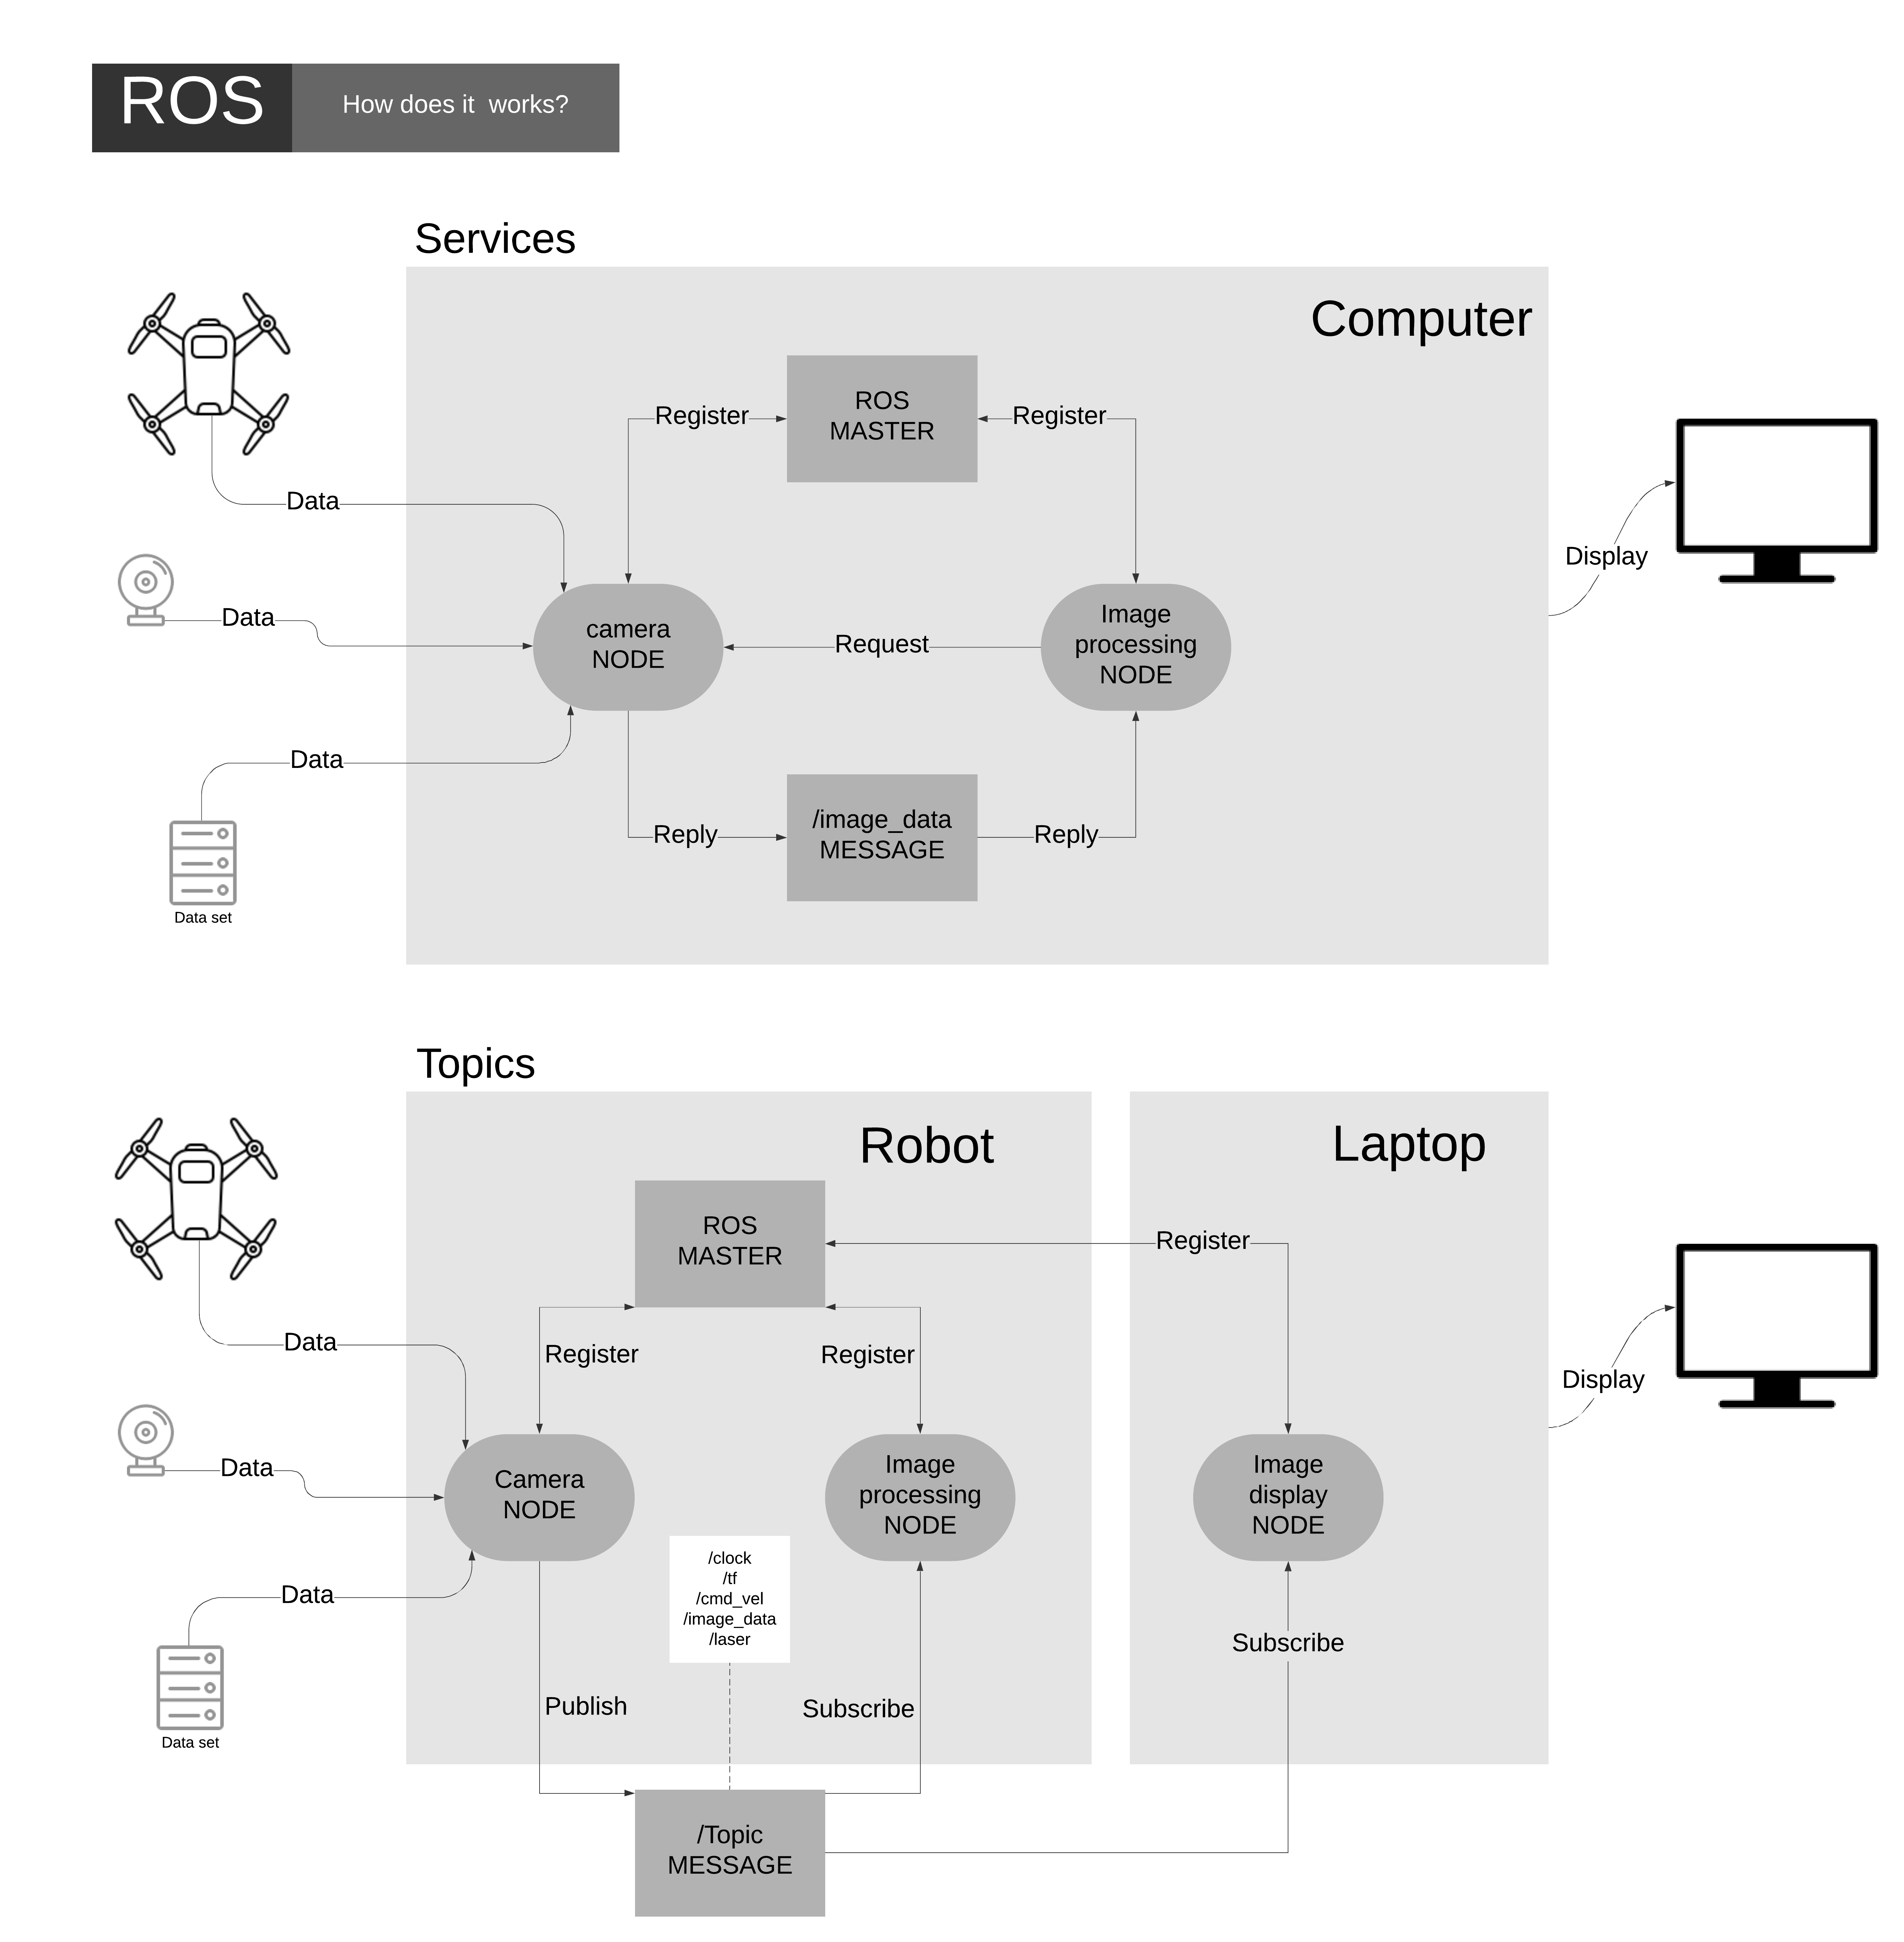 ROS
How does it  works?
Services
Computer
ROS
MASTER
Register
Register
Data
Data
camera
NODE
Request
Image
processing
NODE
Display
Data
Reply
/image_data
MESSAGE
Reply
Data set
Topics
Robot
Laptop
ROS
MASTER
Register
Data
Register
Register
Display
Data
Camera
NODE
Image
processing
NODE
Image
display
NODE
Data
/clock
/tf
/cmd_vel
/image_data
/laser
Subscribe
Publish
Subscribe
Data set
/Topic
MESSAGE